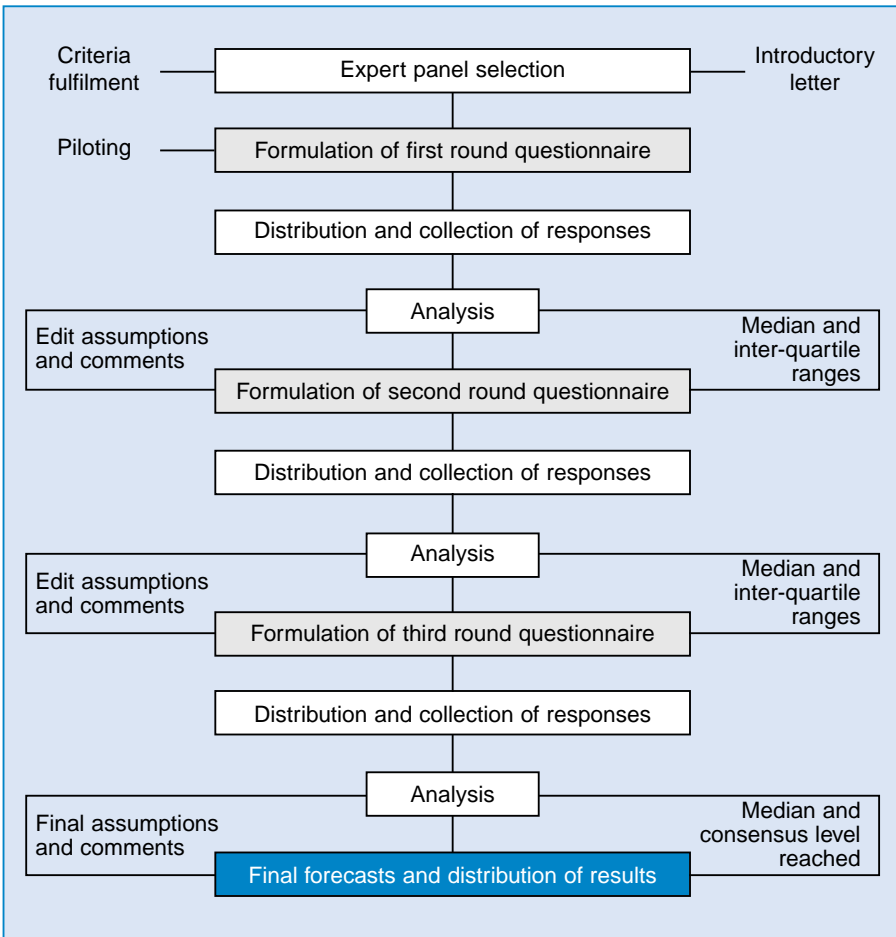 Criteria
fulfilment
Expert panel selection
Introductory
letter
Piloting
Formulation of first round questionnaire
Distribution and collection of responses
Analysis
Edit assumptions
and comments
Median and
inter-quartile
ranges
Formulation of second round questionnaire
Distribution and collection of responses
Analysis
Edit assumptions
and comments
Median and
inter-quartile
ranges
Formulation of third round questionnaire
Distribution and collection of responses
Analysis
Final assumptions
and comments
Median and
consensus level
reached
Final forecasts and distribution of results